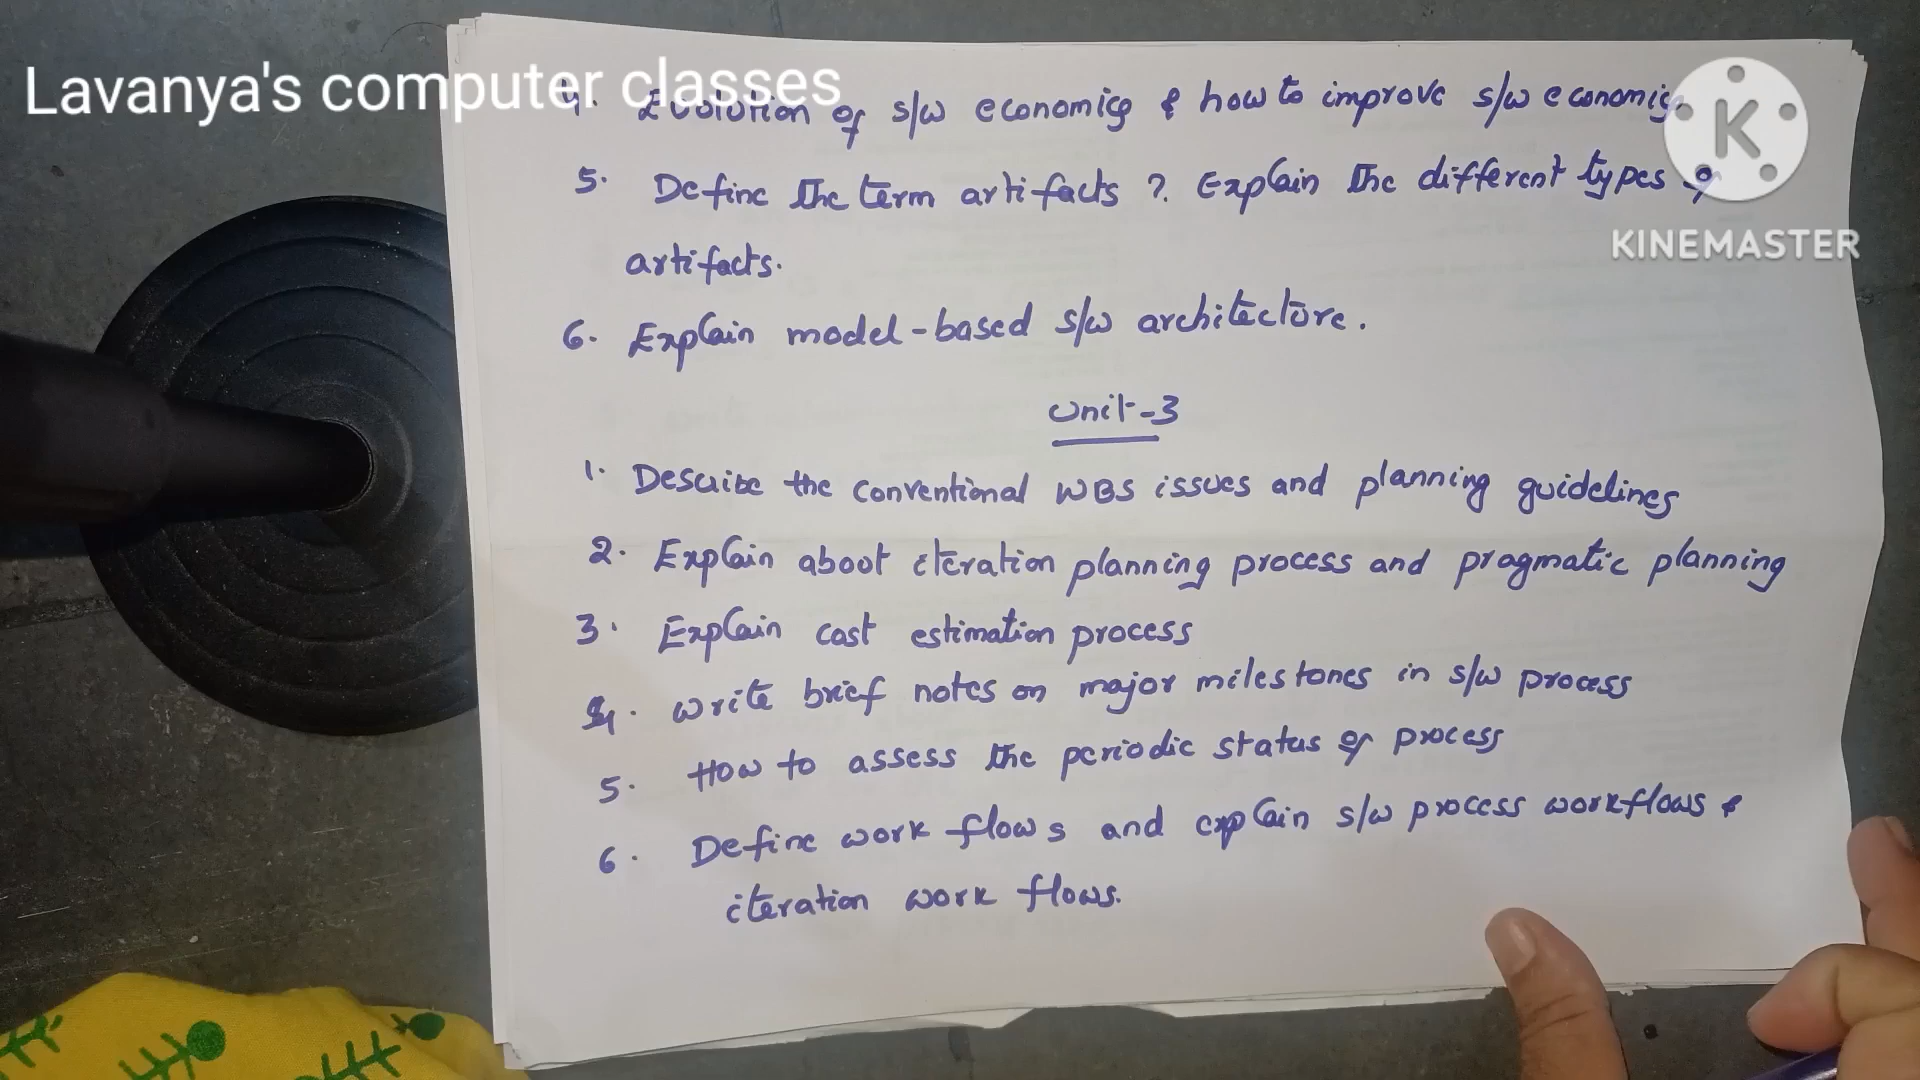 Lavanya's computer classes
4. Evolution of s/w economics & how to improve s/w economics
K
KINEMASTER
5. Define the term artifacts ?. Explain the different types of
artifacts.
6. Explain model-based s/w architecture.
Unit-3
1. Describe the conventional WBS issues and planning guidelines
2. Explain about iteration planning process and pragmatic planning
3. Explain cost estimation process
4. write brief notes on major milestones in s/w process
5. How to assess the periodic status of process
6. Define work flows and explain s/w process workflows &
iteration work flows.